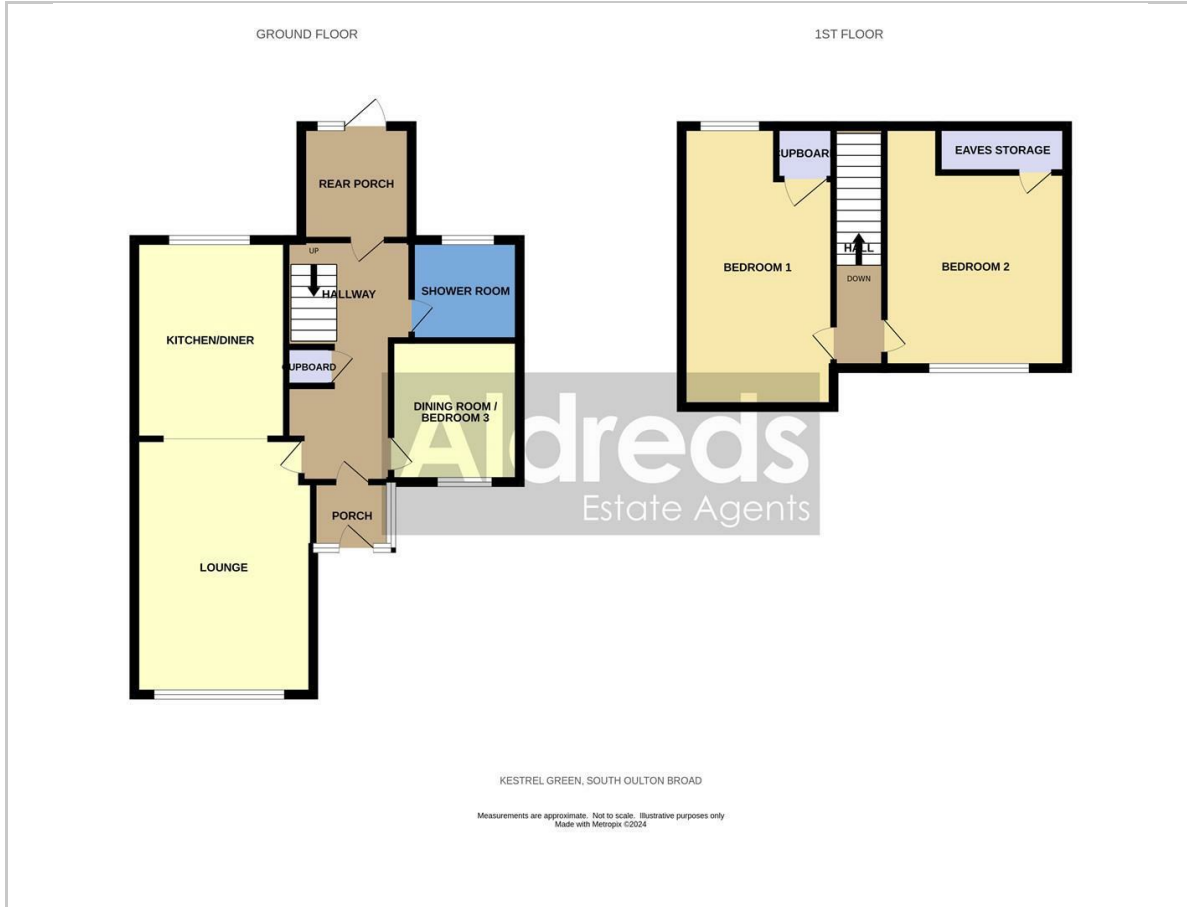 GROUND FLOOR
1ST FLOOR
REAR PORCH
UP
HALLWAY
SHOWER ROOM
KITCHEN/DINER
CUPBOARD
DINING ROOM /
BEDROOM 3
PORCH
LOUNGE
CUPBOARD
EAVES STORAGE
HALL
BEDROOM 1
BEDROOM 2
DOWN
Aldreds
Estate Agents
KESTREL GREEN, SOUTH OULTON BROAD
Measurements are approximate. Not to scale. Illustrative purposes only
Made with Metropix ©2024